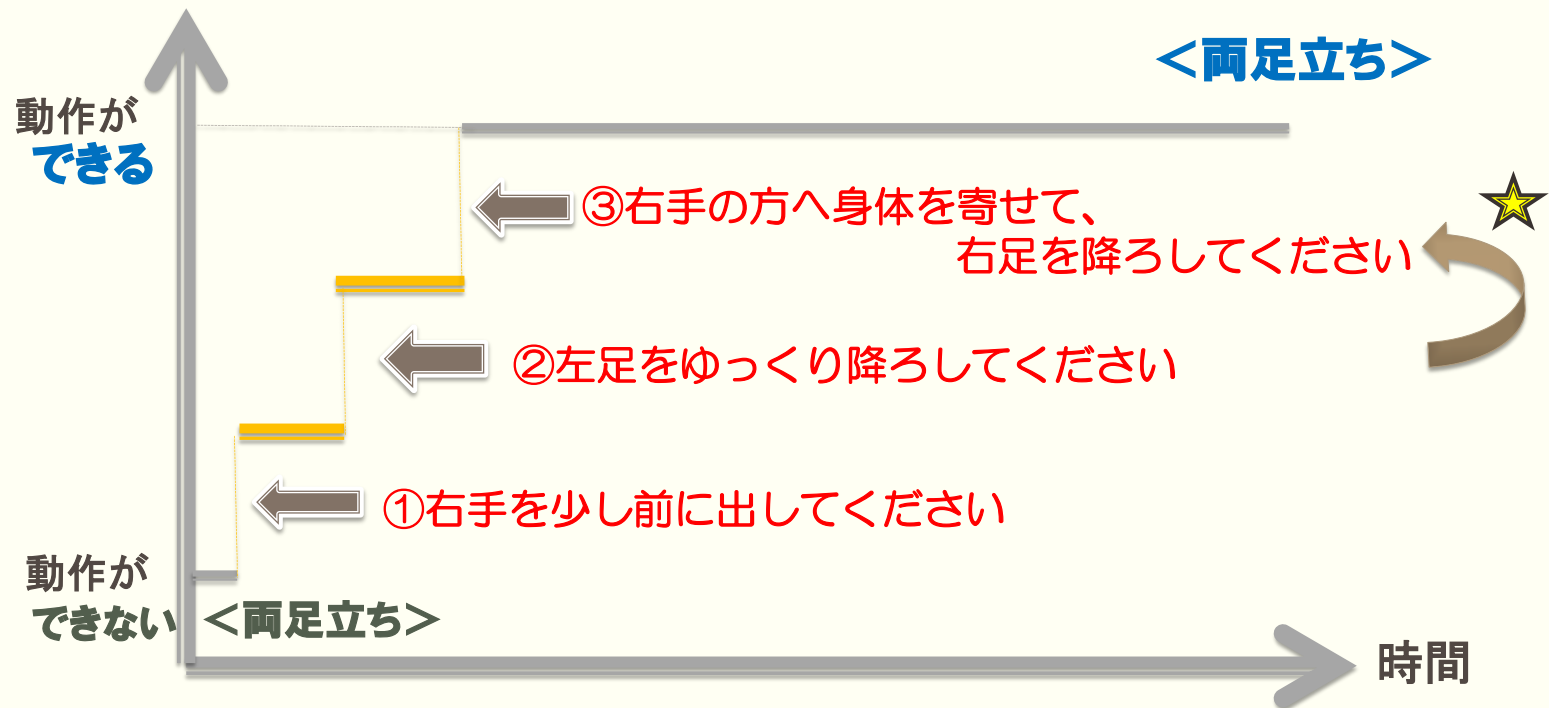 ＜両足立ち＞
動作が
できる
③右手の方へ身体を寄せて、
右足を降ろしてください
②左足をゆっくり降ろしてください
①右手を少し前に出してください
動作が
できない
＜両足立ち＞
時間